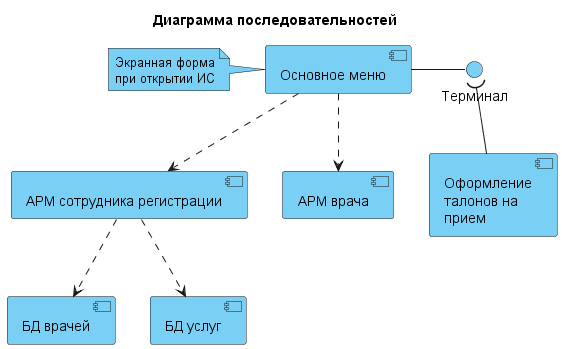 Диаграмма последовательностей
Экранная форма
при открытии ИС
Основное меню
Терминал
АРМ сотрудника регистрации
АРМ врача
Оформление
талонов на
прием
БД врачей
БД услуг